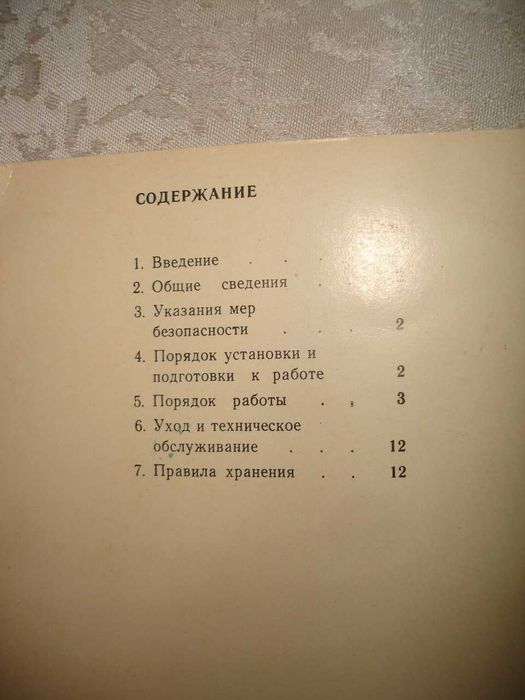 СОДЕРЖАНИЕ
1. Введение . . .
2. Общие сведения .
3. Указания мер
безопасности . . . 2
4. Порядок установки и
подготовки к работе 2
5. Порядок работы . . 3
6. Уход и техническое
обслуживание . . . 12
7. Правила хранения . . 12